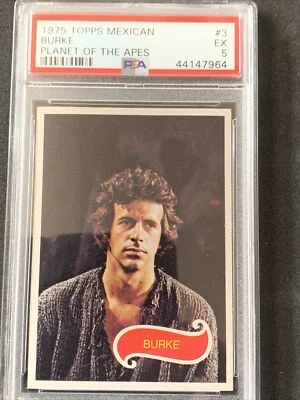 1975 TOPPS MEXICAN #3
BURKE EX
PLANET OF THE APES 5
PSA 44147964
BURKE